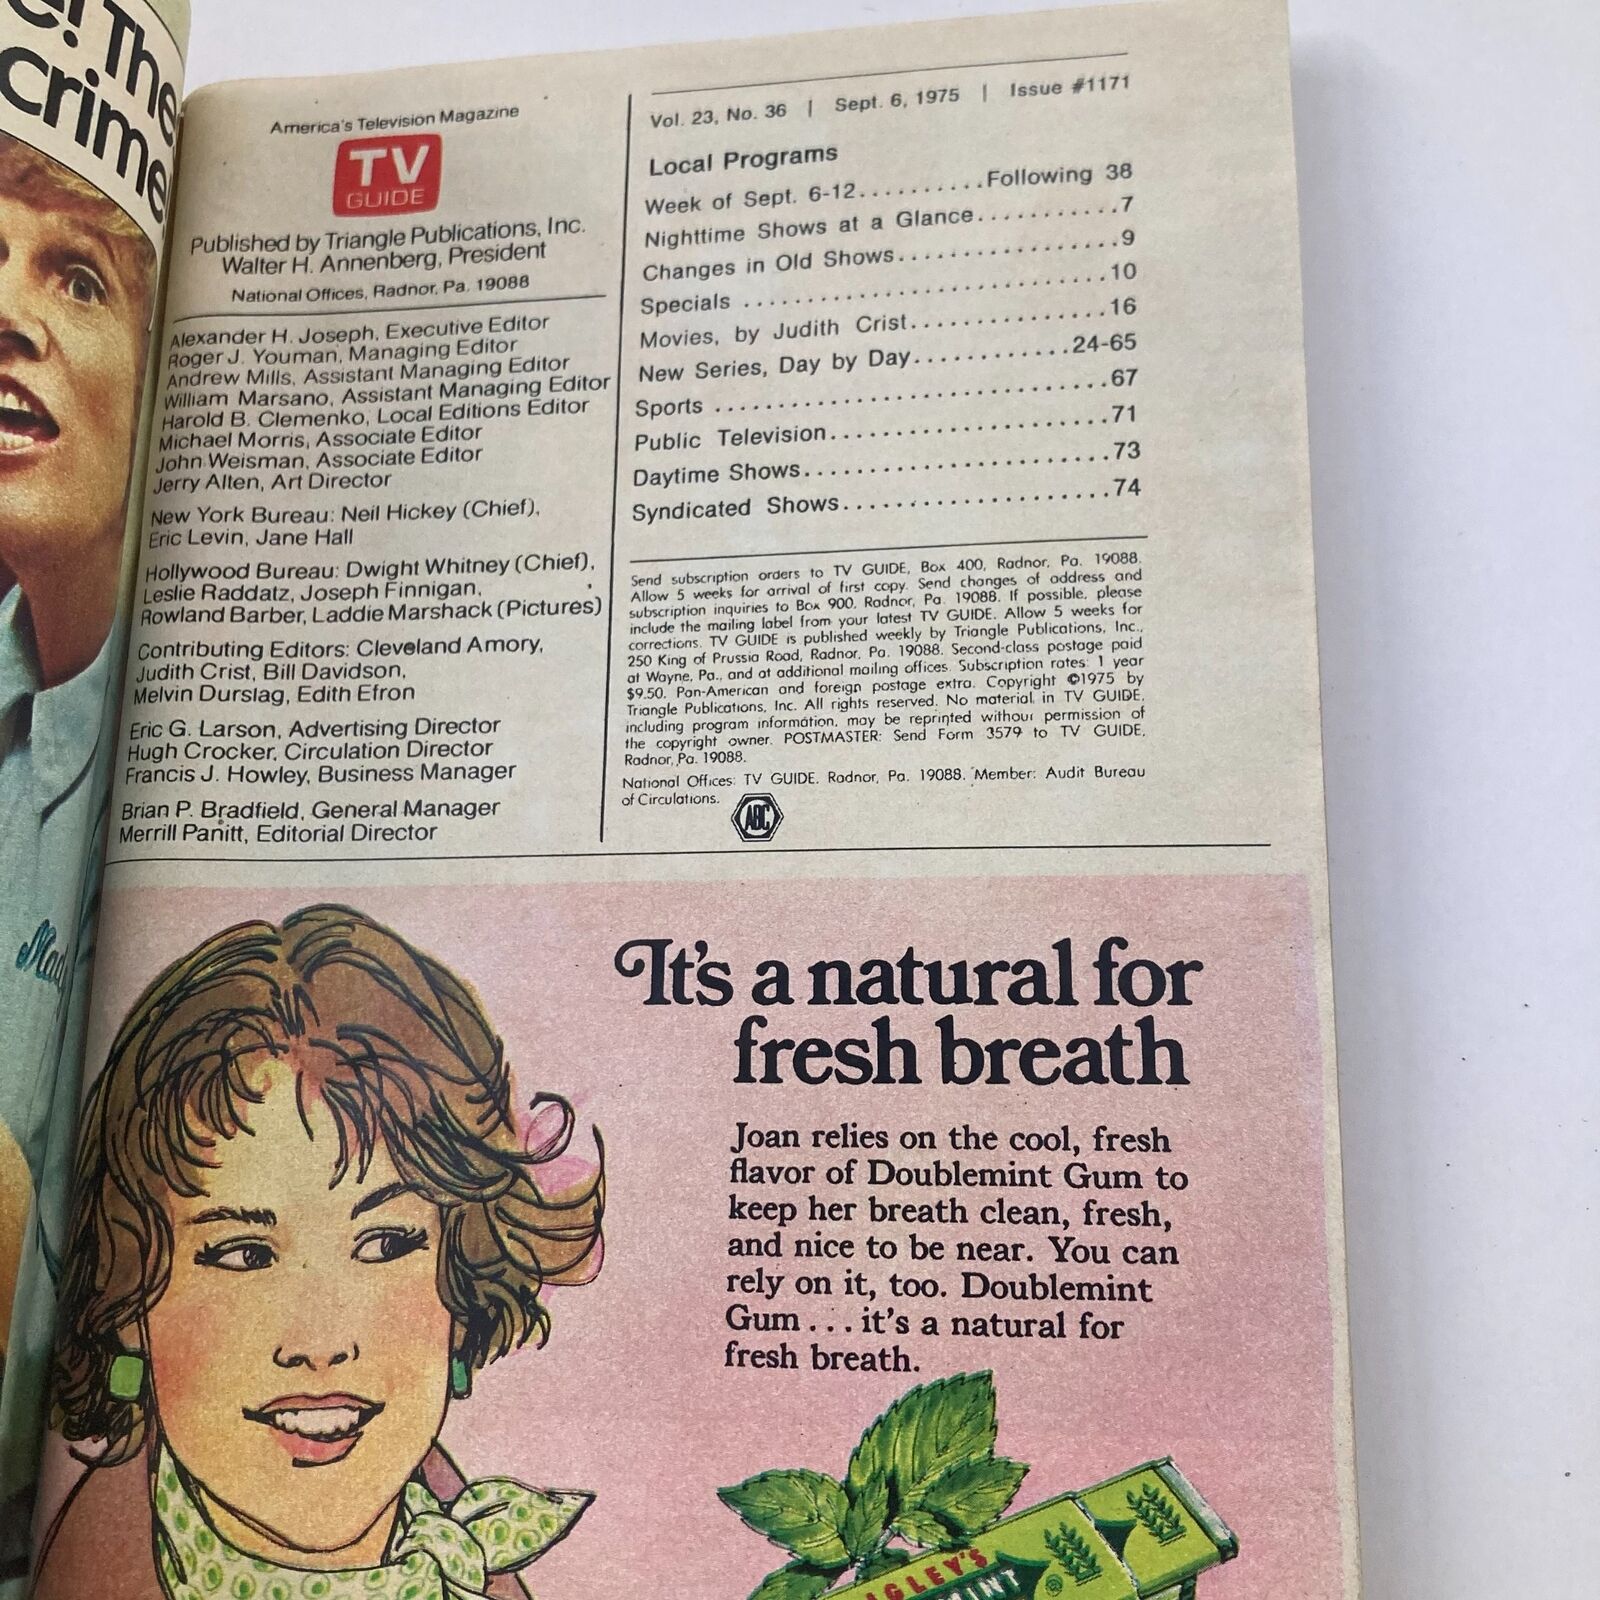 e! The
crime
America's Television Magazine
TV
GUIDE
Published by Triangle Publications, Inc.
Walter H. Annenberg, President
National Offices, Radnor, Pa. 19088
Alexander H. Joseph, Executive Editor
Roger J. Youman, Managing Editor
Andrew Mills, Assistant Managing Editor
William Marsano, Assistant Managing Editor
Harold B. Clemenko, Local Editions Editor
Michael Morris, Associate Editor
John Weisman, Associate Editor
Jerry Alten, Art Director
New York Bureau: Neil Hickey (Chief),
Eric Levin, Jane Hall
Hollywood Bureau: Dwight Whitney (Chief),
Leslie Raddatz, Joseph Finnigan,
Rowland Barber, Laddie Marshack (Pictures)
Contributing Editors: Cleveland Amory,
Judith Crist, Bill Davidson,
Melvin Durslag, Edith Efron
Eric G. Larson, Advertising Director
Hugh Crocker, Circulation Director
Francis J. Howley, Business Manager
Brian P. Bradfield, General Manager
Merrill Panitt, Editorial Director
Vol. 23, No. 36 | Sept. 6, 1975 | Issue #1171
Local Programs
Week of Sept. 6-12..........Following 38
Nighttime Shows at a Glance...........7
Changes in Old Shows.................9
Specials ............................10
Movies, by Judith Crist...............16
New Series, Day by Day............24-65
Sports ..............................67
Public Television.....................71
Daytime Shows.......................73
Syndicated Shows....................74
Send subscription orders to TV GUIDE, Box 400, Radnor, Pa. 19088.
Allow 5 weeks for arrival of first copy. Send changes of address and
subscription inquiries to Box 900, Radnor, Pa. 19088. If possible, please
include the mailing label from your latest TV GUIDE. Allow 5 weeks for
corrections. TV GUIDE is published weekly by Triangle Publications, Inc.,
250 King of Prussia Road, Radnor, Pa. 19088. Second-class postage paid
at Wayne, Pa., and at additional mailing offices. Subscription rates: 1 year
$9.50. Pan-American and foreign postage extra. Copyright ©1975 by
Triangle Publications, Inc. All rights reserved. No material in TV GUIDE,
including program information, may be reprinted without permission of
the copyright owner. POSTMASTER: Send Form 3579 to TV GUIDE,
Radnor, Pa. 19088.
National Offices: TV GUIDE, Radnor, Pa. 19088. Member: Audit Bureau
of Circulations.
ABC
Mad
It's a natural for
fresh breath
Joan relies on the cool, fresh
flavor of Doublemint Gum to
keep her breath clean, fresh,
and nice to be near. You can
rely on it, too. Doublemint
Gum... it's a natural for
fresh breath.
IGLEY'S
MINT